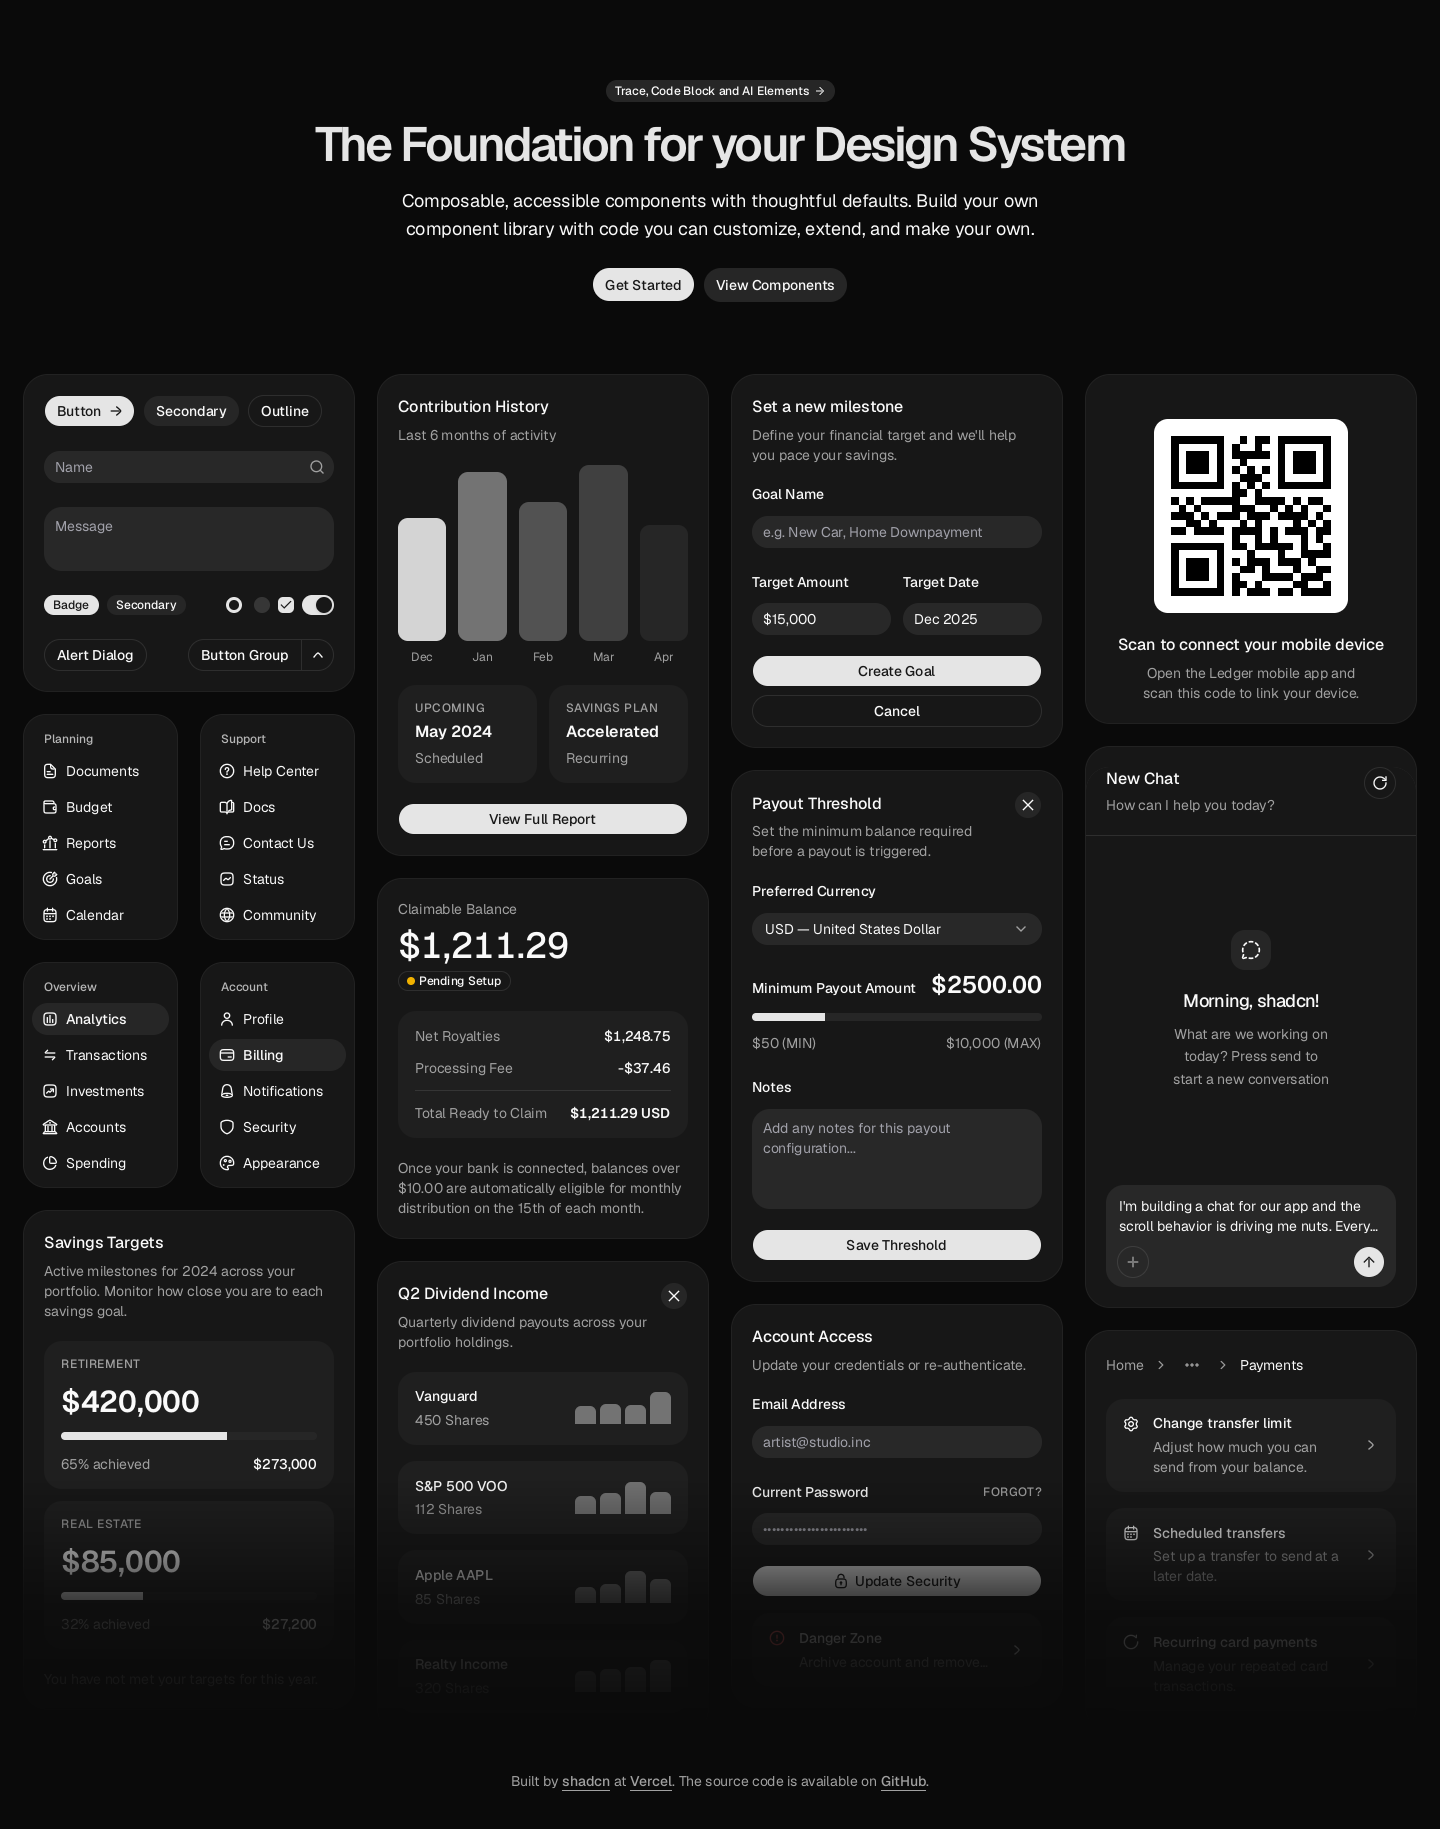 Trace, Code Block and AI Elements
The Foundation for your Design System
Composable, accessible components with thoughtful defaults. Build your own
component library with code you can customize, extend, and make your own.
Get Started
View Components
Button
Secondary
Outline
Name
Message
Badge
Secondary
Alert Dialog
Button Group
Planning
Documents
Budget
Reports
Goals
Calendar
Support
Help Center
Docs
Contact Us
Status
Community
Overview
Analytics
Transactions
Investments
Accounts
Spending
Account
Profile
Billing
Notifications
Security
Appearance
Savings Targets
Active milestones for 2024 across your
portfolio. Monitor how close you are to each
savings goal.
RETIREMENT
$420,000
65% achieved
$273,000
REAL ESTATE
$85,000
32% achieved
$27,200
You have not met your targets for this year.
Contribution History
Last 6 months of activity
Dec
Jan
Feb
Mar
Apr
UPCOMING
May 2024
Scheduled
SAVINGS PLAN
Accelerated
Recurring
View Full Report
Claimable Balance
$1,211.29
Pending Setup
Net Royalties
$1,248.75
Processing Fee
-$37.46
Total Ready to Claim
$1,211.29 USD
Once your bank is connected, balances over
$10.00 are automatically eligible for monthly
distribution on the 15th of each month.
Q2 Dividend Income
Quarterly dividend payouts across your
portfolio holdings.
Vanguard
450 Shares
S&P 500 VOO
112 Shares
Apple AAPL
85 Shares
Realty Income
320 Shares
Set a new milestone
Define your financial target and we'll help
you pace your savings.
Goal Name
e.g. New Car, Home Downpayment
Target Amount
Target Date
$15,000
Dec 2025
Create Goal
Cancel
Payout Threshold
Set the minimum balance required
before a payout is triggered.
Preferred Currency
USD — United States Dollar
Minimum Payout Amount
$2500.00
$50 (MIN)
$10,000 (MAX)
Notes
Add any notes for this payout
configuration...
Save Threshold
Account Access
Update your credentials or re-authenticate.
Email Address
artist@studio.inc
Current Password
FORGOT?
Update Security
Danger Zone
Archive account and remove...
Scan to connect your mobile device
Open the Ledger mobile app and
scan this code to link your device.
New Chat
How can I help you today?
Morning, shadcn!
What are we working on
today? Press send to
start a new conversation
I'm building a chat for our app and the
scroll behavior is driving me nuts. Every...
Home
Payments
Change transfer limit
Adjust how much you can
send from your balance.
Scheduled transfers
Set up a transfer to send at a
later date.
Recurring card payments
Manage your repeated card
transactions.
Built by shadcn at Vercel. The source code is available on GitHub.